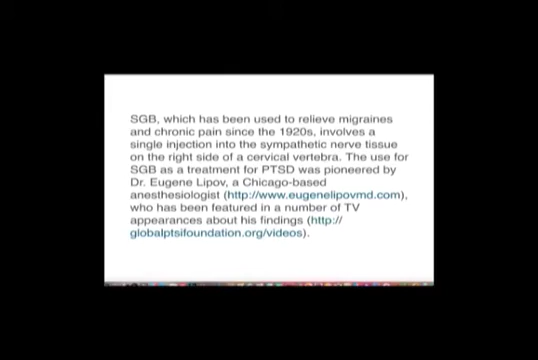 SGB, which has been used to relieve migraines
and chronic pain since the 1920s, involves a
single injection into the sympathetic nerve tissue
on the right side of a cervical vertebra. The use for
SGB as a treatment for PTSD was pioneered by
Dr. Eugene Lipov, a Chicago-based
anesthesiologist (http://www.eugenelipovmd.com),
who has been featured in a number of TV
appearances about his findings (http://
globalptsifoundation.org/videos).